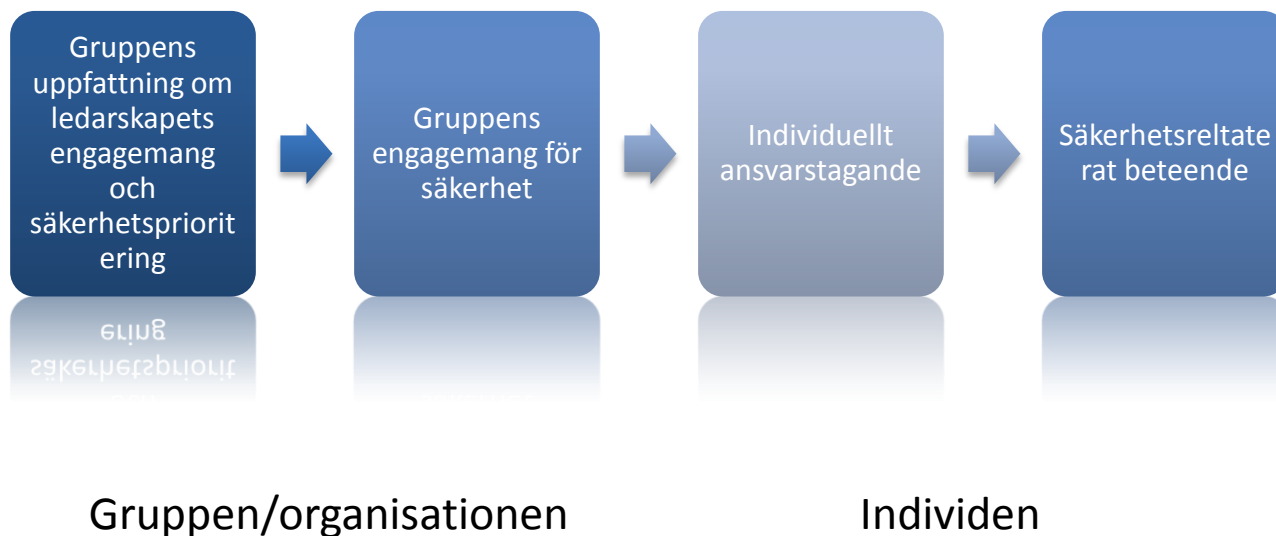 Gruppens
uppfattning om
ledarskapets
engagemang
och
säkerhetspriorit
ering
Gruppens
engagemang för
säkerhet
Individuellt
ansvarstagande
Säkerhetsreltate
rat beteende
Gruppen/organisationen
Individen